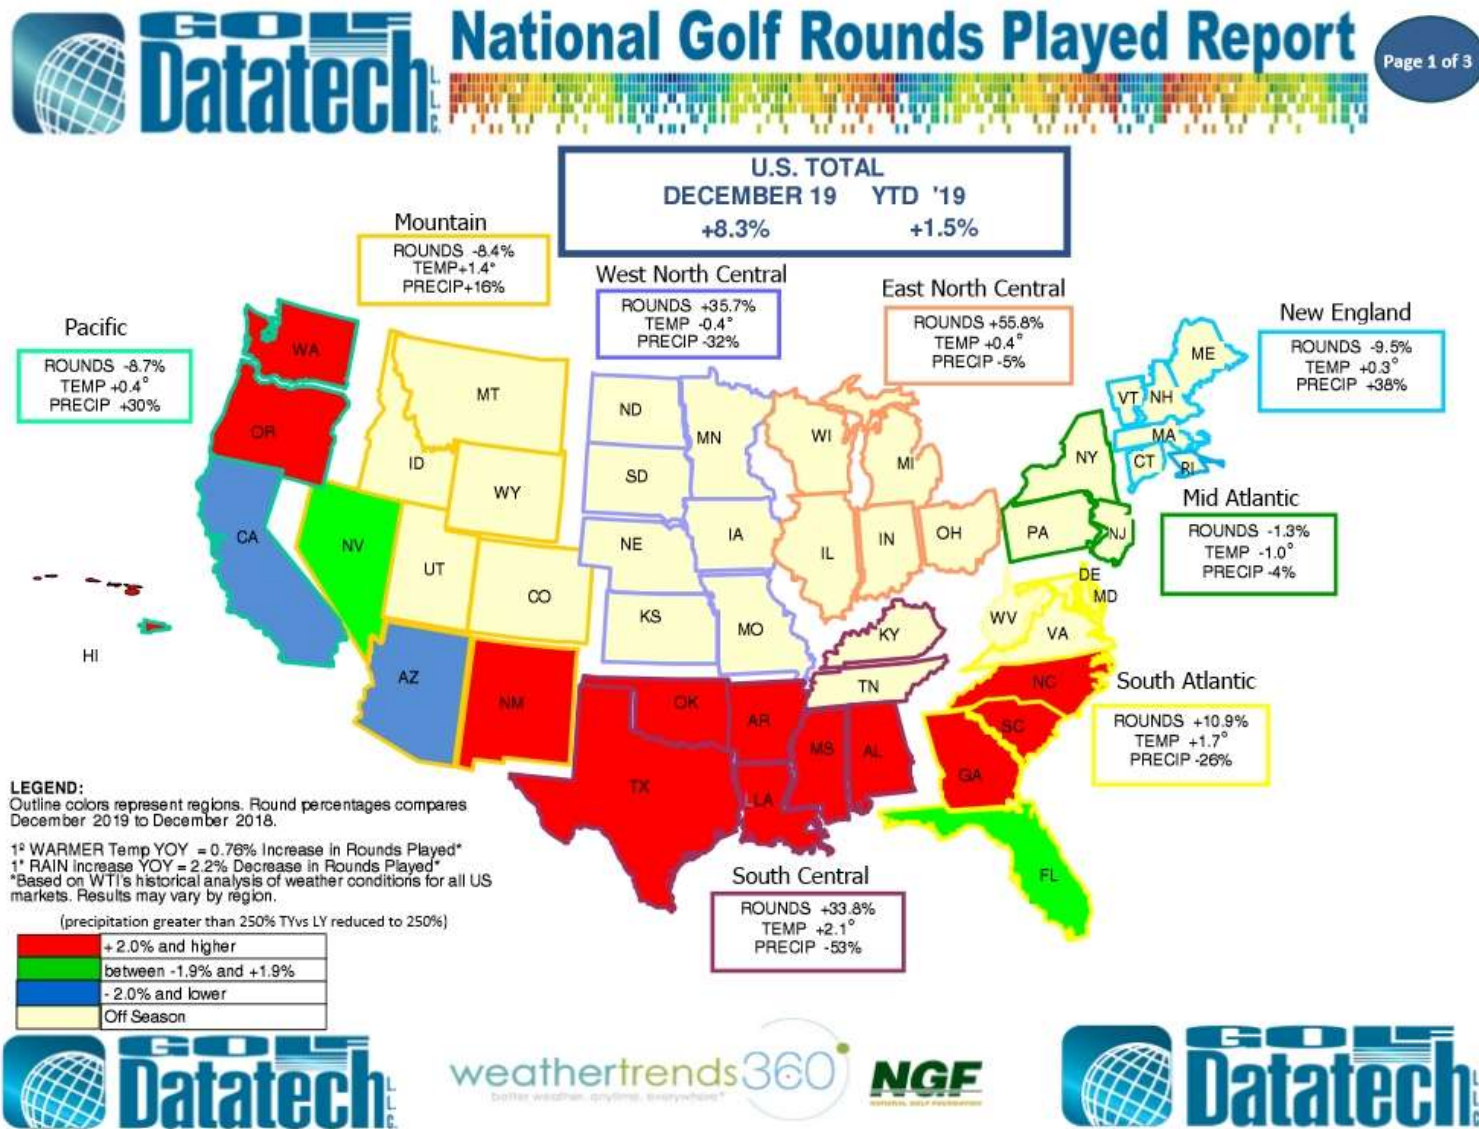 GOLF
Datatech L.L.C.
National Golf Rounds Played Report
Page 1 of 3
U.S. TOTAL
DECEMBER 19 YTD '19
+8.3% +1.5%
Mountain
ROUNDS -8.4%
TEMP+1.4°
PRECIP+16%
West North Central
ROUNDS +35.7%
TEMP -0.4°
PRECIP -32%
East North Central
ROUNDS +55.8%
TEMP +0.4°
PRECIP -5%
New England
ROUNDS -9.5%
TEMP +0.3°
PRECIP +38%
Pacific
ROUNDS -8.7%
TEMP +0.4°
PRECIP +30%
WA
OR
CA
NV
HI
MT
ID
WY
UT
CO
AZ
NM
ND
SD
NE
KS
MN
IA
MO
WI
MI
IL
IN
OH
ME
VT
NH
MA
CT
RI
NY
PA
NJ
Mid Atlantic
ROUNDS -1.3%
TEMP -1.0°
PRECIP -4%
DE
MD
WV
VA
KY
TN
NC
SC
GA
FL
OK
AR
TX
LLA
MS
AL
South Atlantic
ROUNDS +10.9%
TEMP +1.7°
PRECIP -26%
South Central
ROUNDS +33.8%
TEMP +2.1°
PRECIP -53%
LEGEND:
Outline colors represent regions. Round percentages compares
December 2019 to December 2018.
1º WARMER Temp YOY = 0.76% Increase in Rounds Played*
1" RAIN increase YOY = 2.2% Decrease in Rounds Played*
*Based on WTI's historical analysis of weather conditions for all US
markets. Results may vary by region.
(precipitation greater than 250% TYvs LY reduced to 250%)
+ 2.0% and higher
between -1.9% and +1.9%
- 2.0% and lower
Off Season
GOLF
Datatech L.L.C.
weathertrends360
better weather. anytime. everywhere*
NGF
NATIONAL GOLF FOUNDATION
GOLF
Datatech L.L.C.